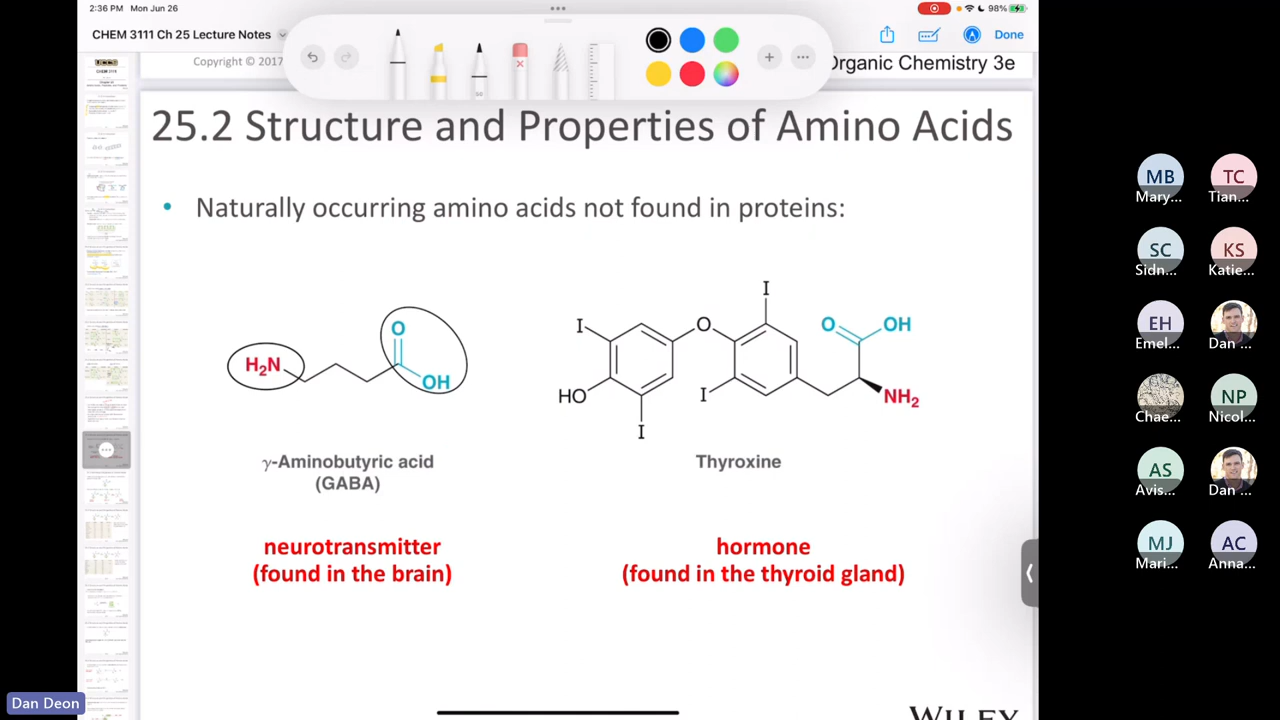 2:36 PM Mon Jun 26
98%
CHEM 3111 Ch 25 Lecture Notes
Done
Copyright © 2017
Organic Chemistry 3e
25.2 Structure and Properties of Amino Acids
• Naturally occurring amino acids not found in proteins:
H₂N
O
OH
I
I
O
O
OH
HO
I
I
NH₂
γ-Aminobutyric acid
(GABA)
Thyroxine
neurotransmitter
(found in the brain)
hormone
(found in the thyroid gland)
WILEY
MB
Mary...
TC
Tian...
SC
Sidn...
KS
Katie...
EH
Emel...
Dan ...
Chae...
NP
Nicol...
AS
Avis...
Dan ...
MJ
Mari...
AC
Anna...
Dan Deon